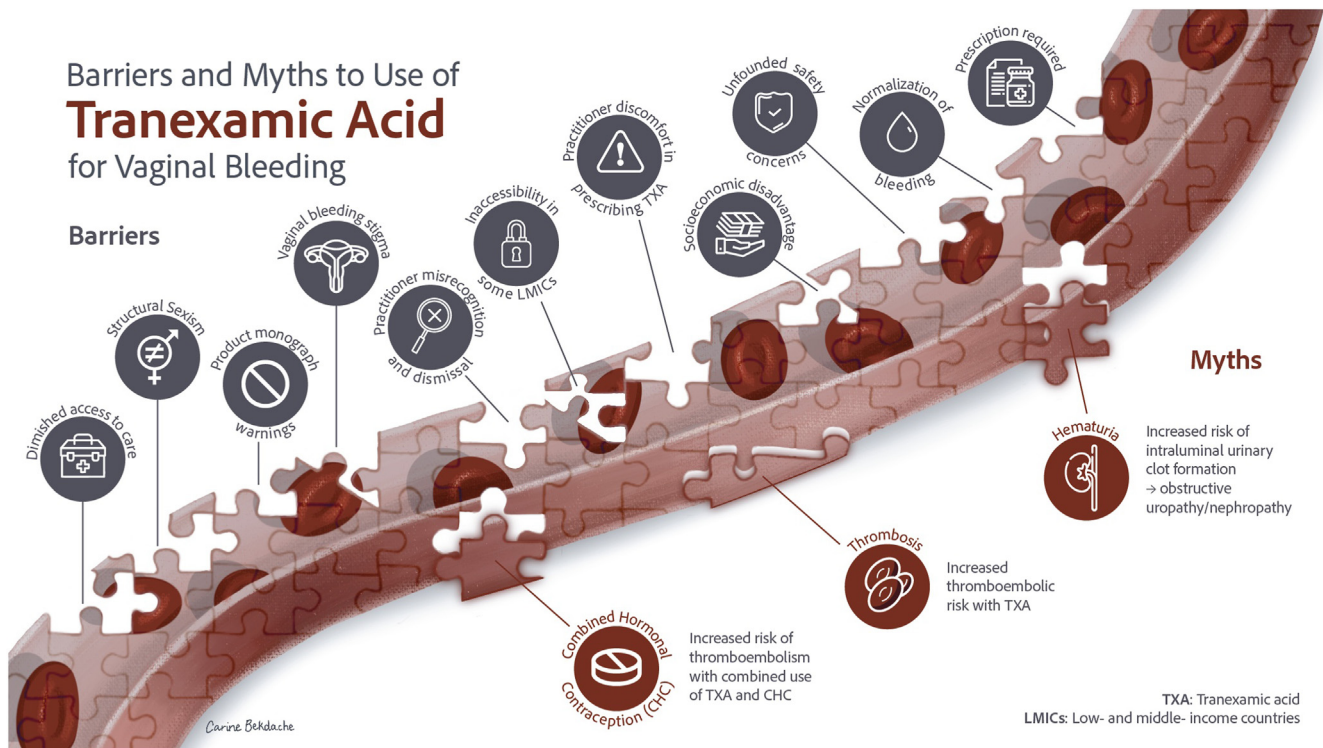 Barriers and Myths to Use of
Tranexamic Acid
for Vaginal Bleeding
Barriers
Diminished access to care
Structural Sexism
Product monograph
warnings
Vaginal bleeding stigma
Practitioner misrecognition
and dismissal
Inaccessibility in
some LMICs
Practitioner discomfort in
prescribing TXA
Socioeconomic disadvantage
Unfounded safety
concerns
Normalization of
bleeding
Prescription required
Myths
Hematuria
Increased risk of
intraluminal urinary
clot formation
→ obstructive
uropathy/nephropathy
Thrombosis
Increased
thromboembolic
risk with TXA
Combined Hormonal
Contraception (CHC)
Increased risk of
thromboembolism
with combined use
of TXA and CHC
Carine Bekdache
TXA: Tranexamic acid
LMICs: Low- and middle- income countries